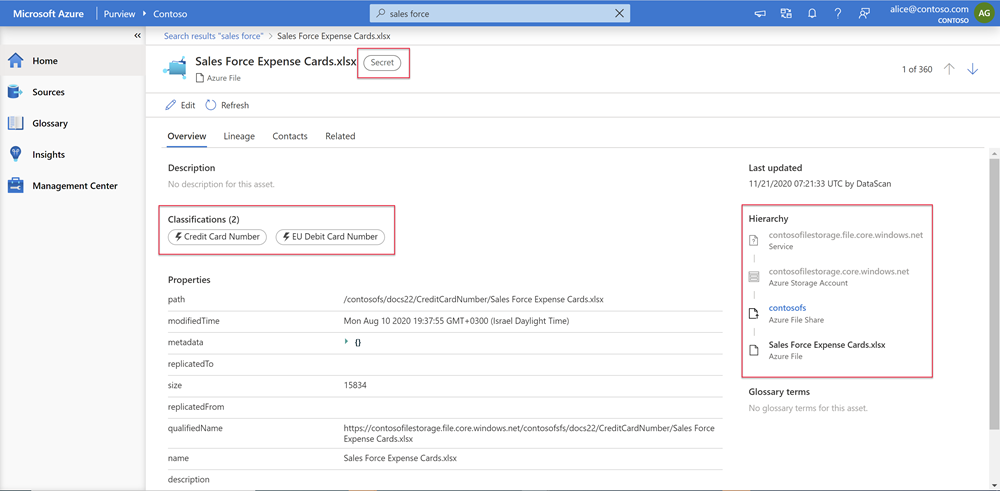 Microsoft Azure
Purview
Contoso
sales force
alice@contoso.com
CONTOSO
AG
Home
Sources
Glossary
Insights
Management Center
Search results "sales force" > Sales Force Expense Cards.xlsx
Sales Force Expense Cards.xlsx
Secret
Azure File
1 of 360
Edit
Refresh
Overview
Lineage
Contacts
Related
Description
No description for this asset.
Classifications (2)
Credit Card Number
EU Debit Card Number
Properties
path /contosofs/docs22/CreditCardNumber/Sales Force Expense Cards.xlsx
modifiedTime Mon Aug 10 2020 19:37:55 GMT+0300 (Israel Daylight Time)
metadata {}
replicatedTo
size 15834
replicatedFrom
qualifiedName https://contosofilestorage.file.core.windows.net/contosofsfs/docs22/CreditCardNumber/Sales Force
Expense Cards.xlsx
name Sales Force Expense Cards.xlsx
description
Last updated
11/21/2020 07:21:33 UTC by DataScan
Hierarchy
contosofilestorage.file.core.windows.net
Service
contosofilestorage.core.windows.net
Azure Storage Account
contosofs
Azure File Share
Sales Force Expense Cards.xlsx
Azure File
Glossary terms
No glossary terms for this asset.